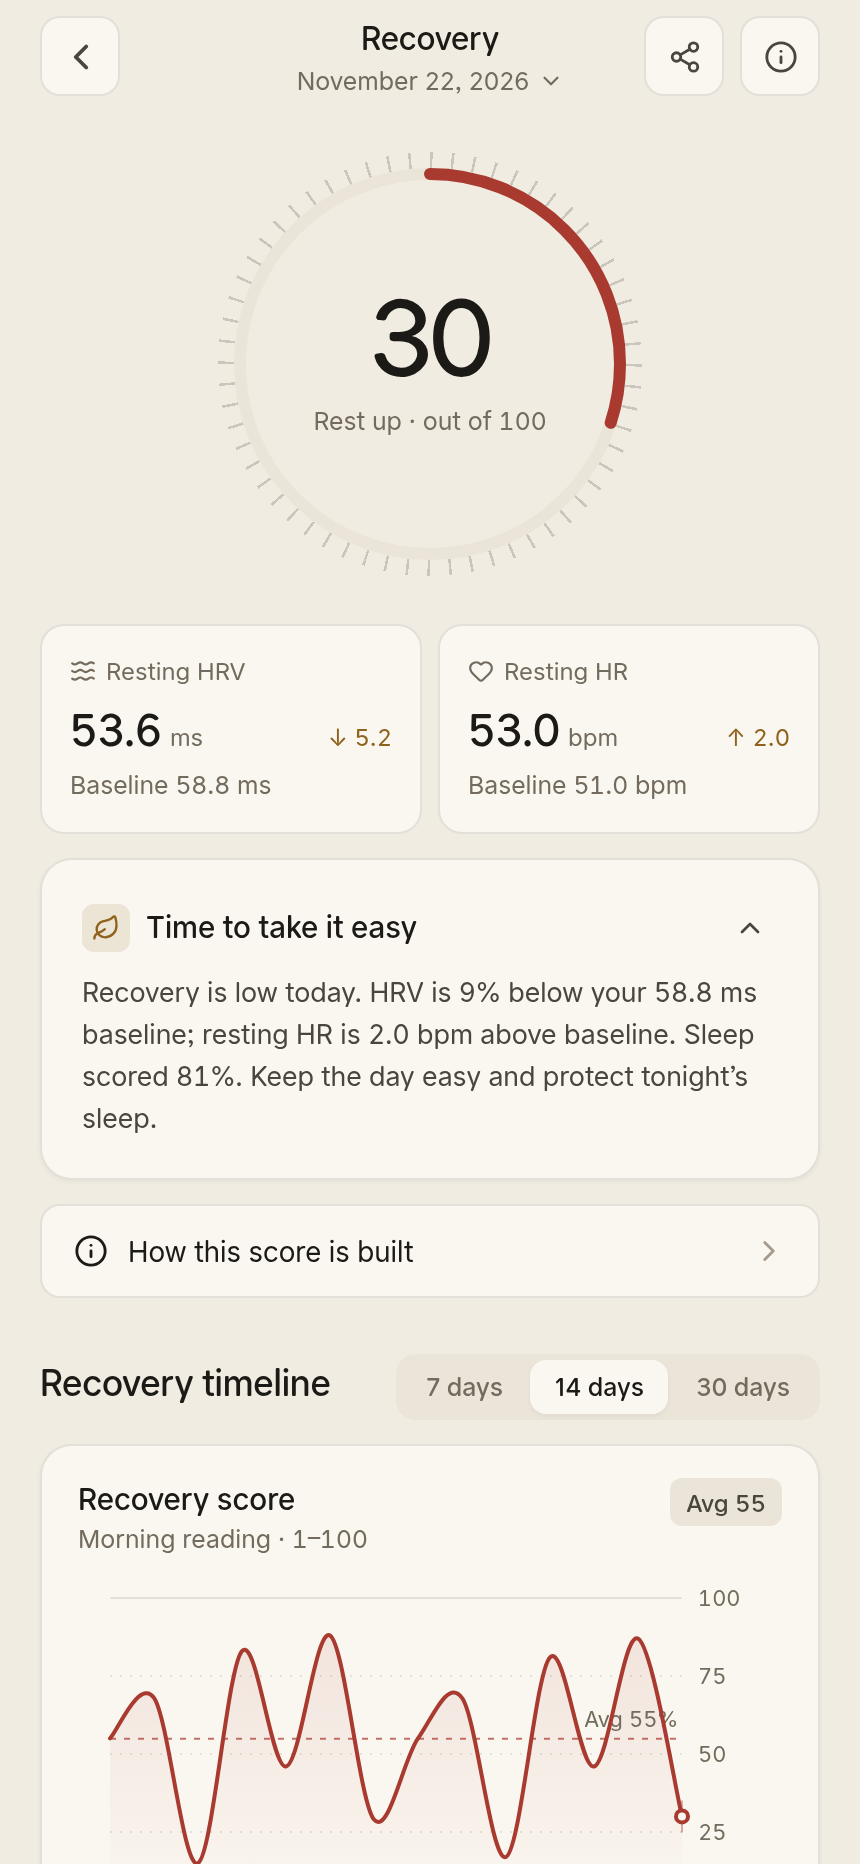 Recovery
November 22, 2026
30
Rest up · out of 100
Resting HRV
53.6 ms
↓ 5.2
Baseline 58.8 ms
Resting HR
53.0 bpm
↑ 2.0
Baseline 51.0 bpm
Time to take it easy
Recovery is low today. HRV is 9% below your 58.8 ms
baseline; resting HR is 2.0 bpm above baseline. Sleep
scored 81%. Keep the day easy and protect tonight’s
sleep.
How this score is built
Recovery timeline
7 days
14 days
30 days
Recovery score
Avg 55
Morning reading · 1–100
100
75
Avg 55%
50
25